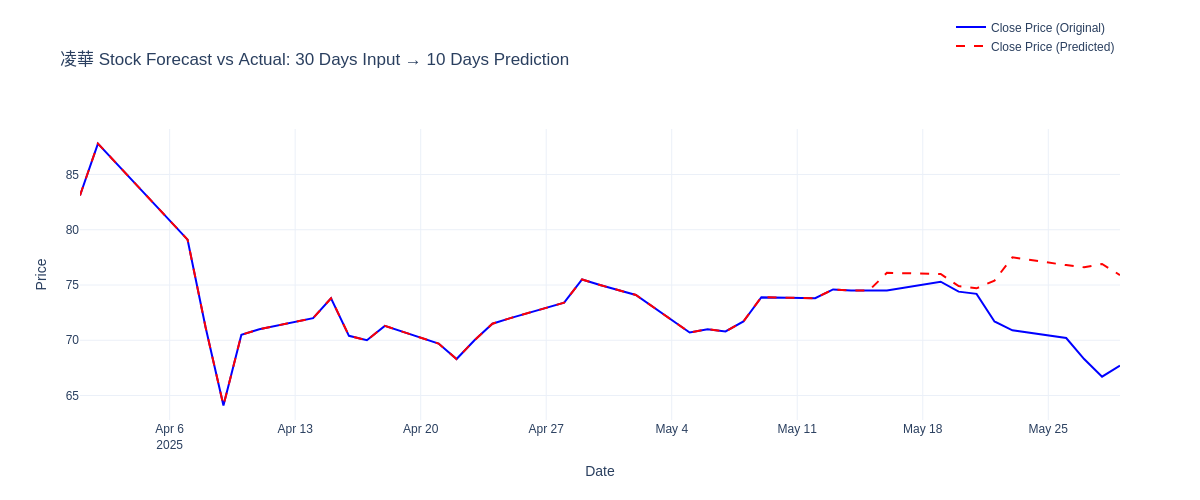 凌華 Stock Forecast vs Actual: 30 Days Input → 10 Days Prediction
Close Price (Original)
Close Price (Predicted)
Price
85
80
75
70
65
Apr 6
2025
Apr 13
Apr 20
Apr 27
May 4
May 11
May 18
May 25
Date